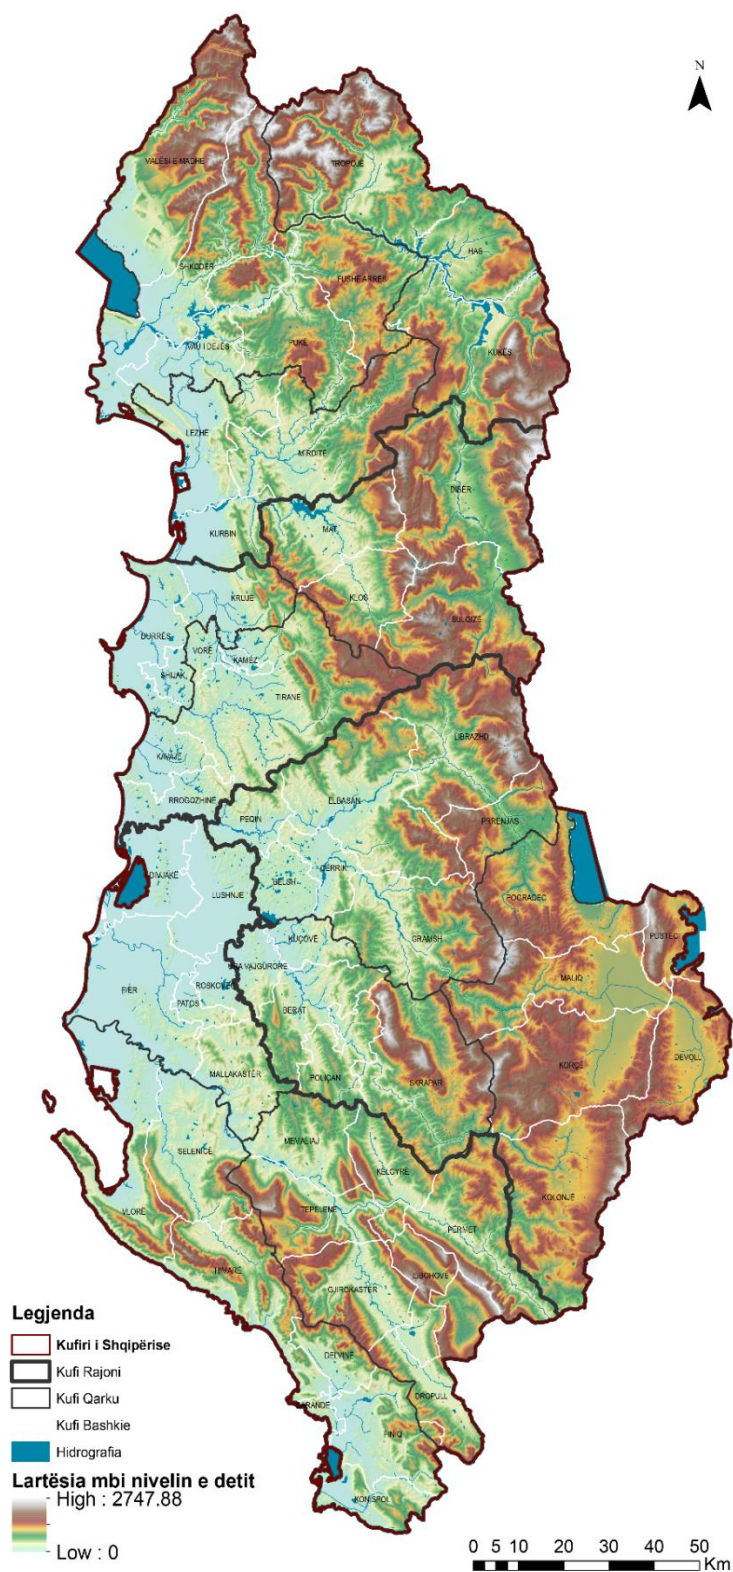 N
MALËSI E MADHE
TROPOJË
HAS
SHKODËR
FUSHË ARRËS
KUKËS
VAU I DEJËS
PUKË
LEZHË
MIRDITË
DIBËR
KURBIN
MAT
KRUJË
KLOS
BULQIZË
DURRËS
VORË
KAMËZ
SHIJAK
TIRANË
LIBRAZHD
KAVAJË
RROGOZHINË
ELBASAN
PEQIN
PRRENJAS
DIVJAKË
BELSH
CËRRIK
LUSHNJE
POGRADEC
GRAMSH
PUSTEC
KUÇOVË
URA VAJGURORE
MALIQ
FIER
ROSKOVEC
PATOS
BERAT
DEVOLL
KORÇË
MALLAKASTËR
POLIÇAN
SKRAPAR
SELENICË
MEMALIAJ
KËLCYRË
KOLONJË
VLORË
TEPELENË
PËRMET
HIMARË
LIBOHOVË
GJIROKASTËR
DELVINË
DROPULL
SARANDË
FINIQ
KONISPOL
Legjenda
Kufiri i Shqipërise
Kufi Rajoni
Kufi Qarku
Kufi Bashkie
Hidrografia
Lartësia mbi nivelin e detit
High : 2747.88
Low : 0
0 5 10 20 30 40 50
Km